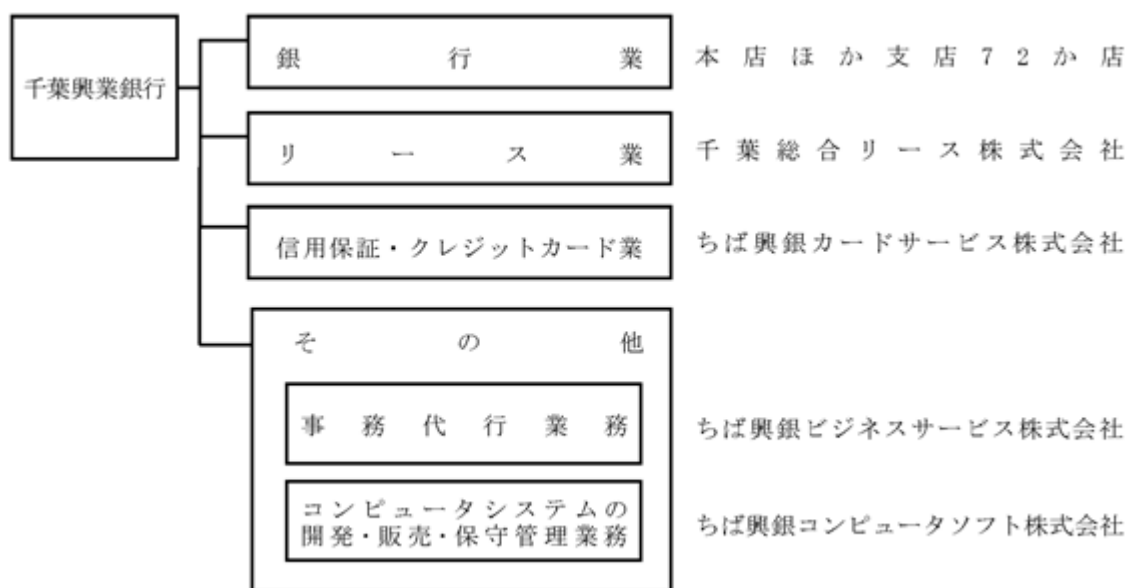 千葉興業銀行
銀行業 本店ほか支店72か店
リース業 千葉総合リース株式会社
信用保証・クレジットカード業 ちば興銀カードサービス株式会社
その他
事務代行業務 ちば興銀ビジネスサービス株式会社
コンピュータシステムの
開発・販売・保守管理業務 ちば興銀コンピュータソフト株式会社